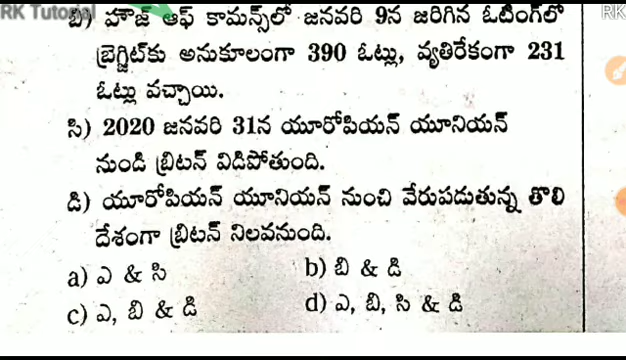 RK Tutorial
బి) హౌజ్ ఆఫ్ కామన్స్‌లో జనవరి 9న జరిగిన ఓటింగ్‌లో
బ్రెగ్జిట్‌కు అనుకూలంగా 390 ఓట్లు, వ్యతిరేకంగా 231
ఓట్లు వచ్చాయి.
సి) 2020 జనవరి 31న యూరోపియన్ యూనియన్
నుండి బ్రిటన్ విడిపోతుంది.
డి) యూరోపియన్ యూనియన్ నుంచి వేరుపడుతున్న తొలి
దేశంగా బ్రిటన్ నిలవనుంది.
a) ఎ & సి b) బి & డి
c) ఎ, బి & డి d) ఎ, బి, సి & డి
RK